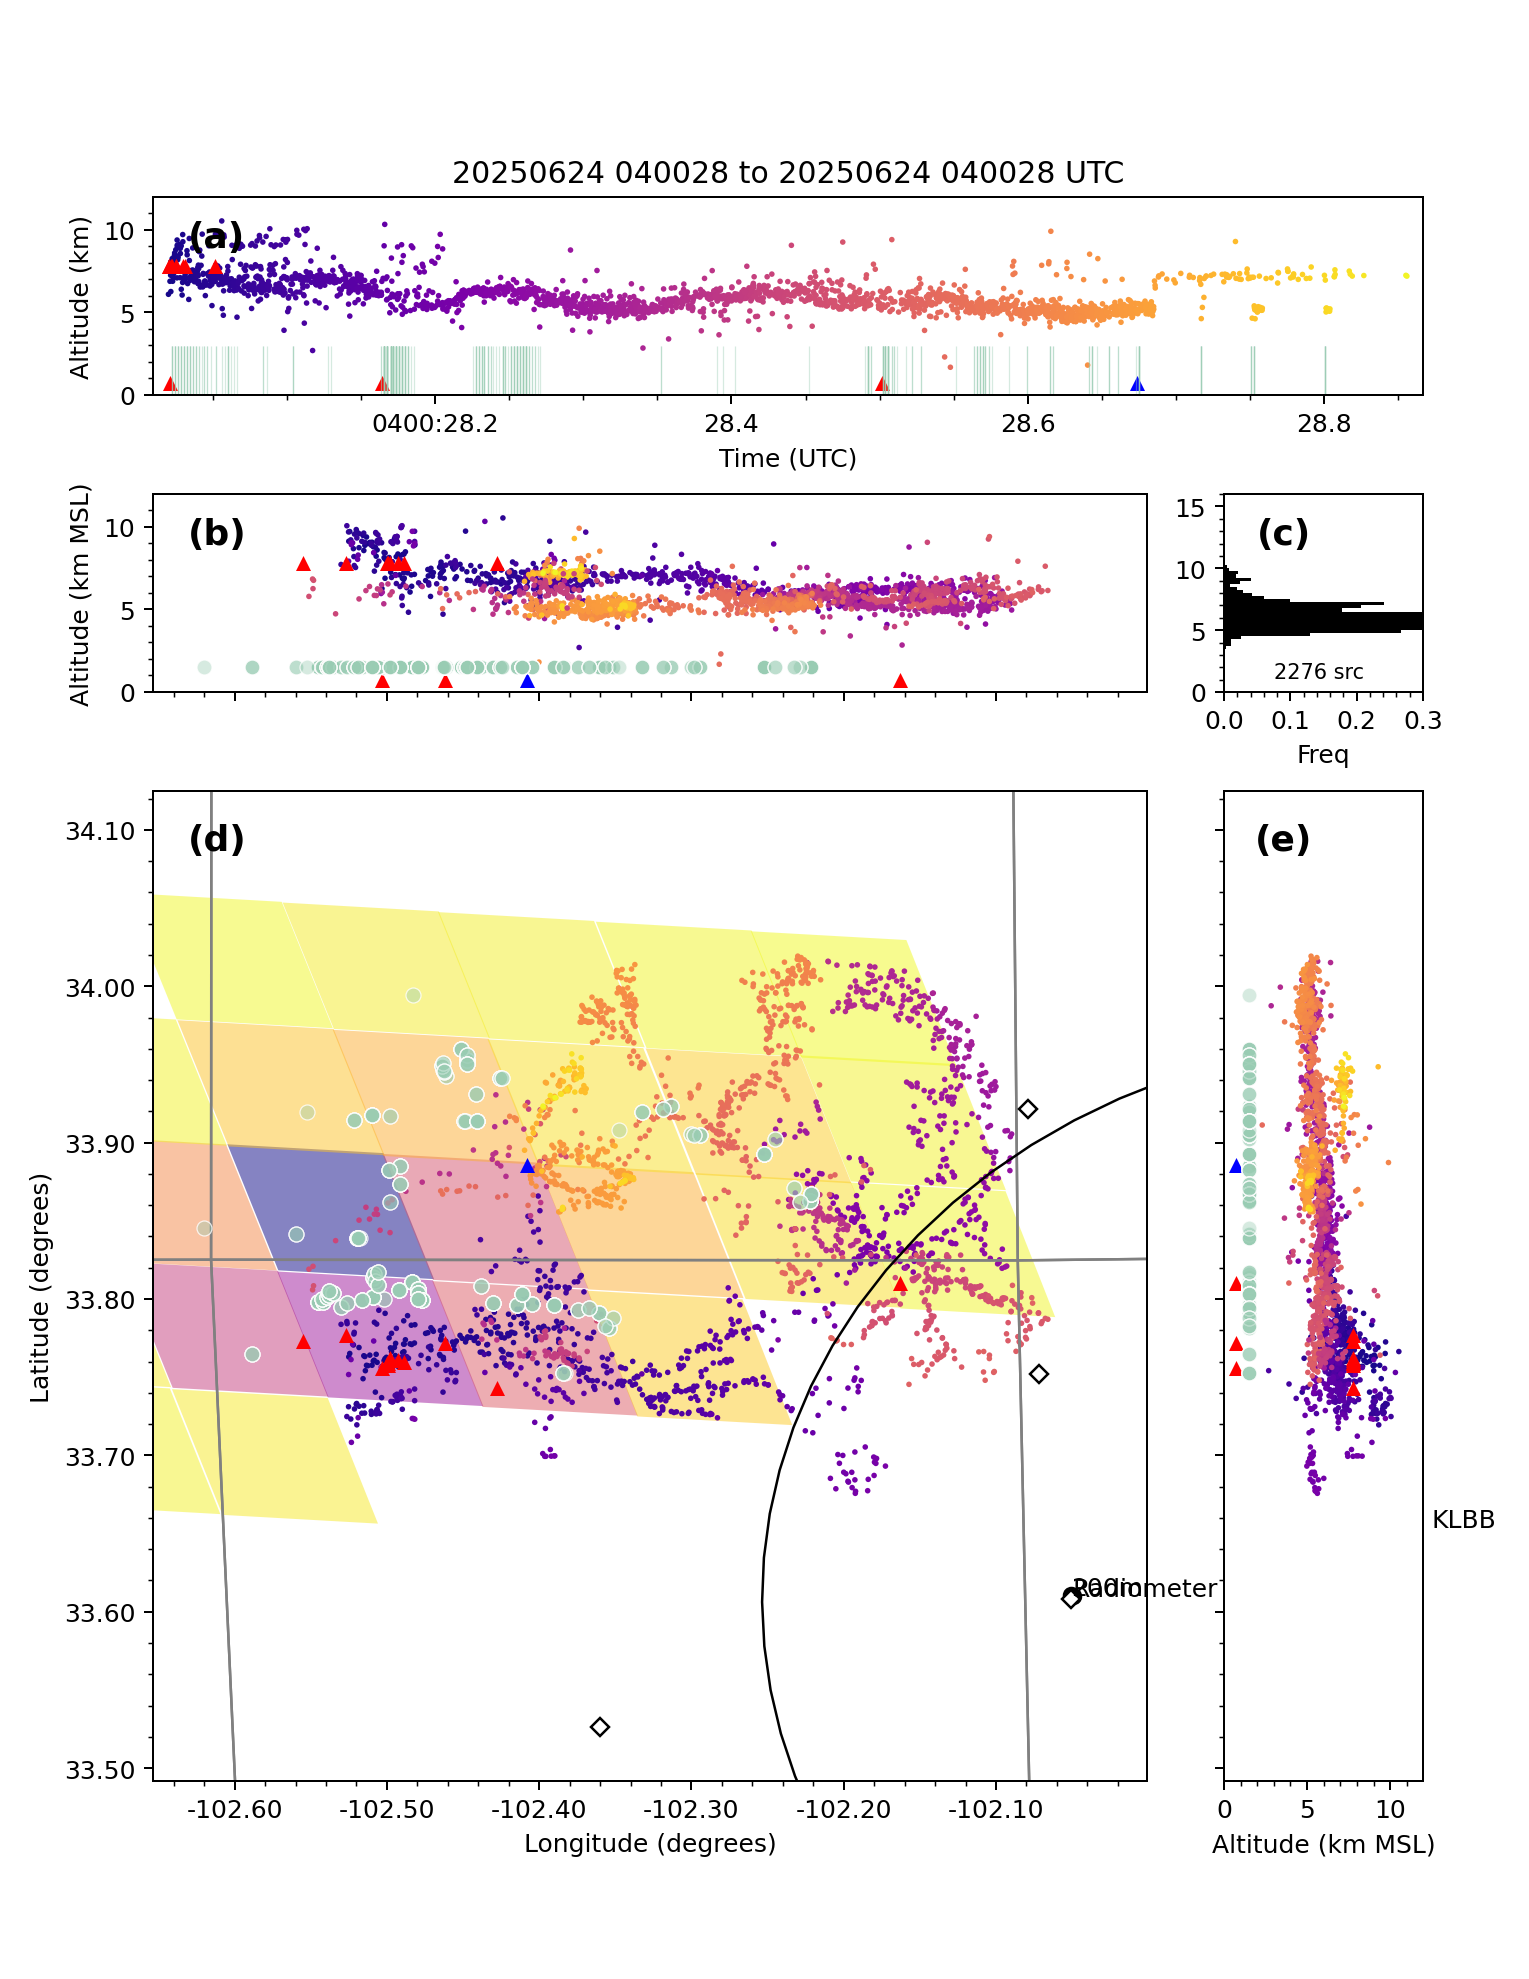 20250624 040028 to 20250624 040028 UTC
(a)
Altitude (km)
10
5
0
0400:28.2
28.4
28.6
28.8
Time (UTC)
(b)
Altitude (km MSL)
10
5
0
(c)
15
10
5
0
2276 src
0.0
0.1
0.2
0.3
Freq
(d)
Latitude (degrees)
34.10
34.00
33.90
33.80
33.70
33.60
33.50
-102.60
-102.50
-102.40
-102.30
-102.20
-102.10
Longitude (degrees)
Radiometer
(e)
KLBB
0
5
10
Altitude (km MSL)